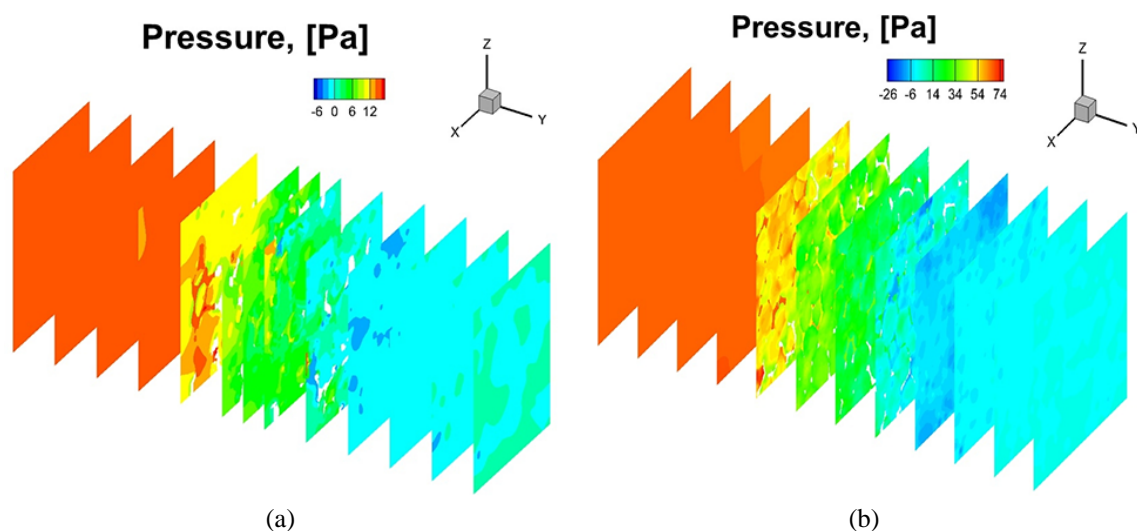 Pressure, [Pa]
-6 0 6 12
Z
X
Y
(a)
Pressure, [Pa]
-26 -6 14 34 54 74
Z
X
Y
(b)